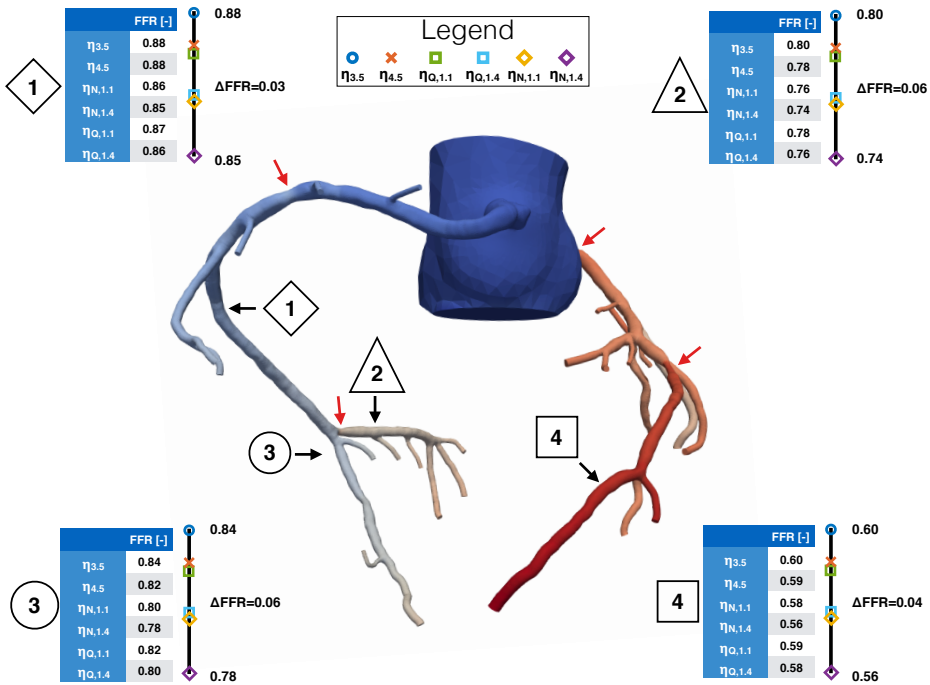 Legend
η3.5 η4.5 ηQ,1.1 ηQ,1.4 ηN,1.1 ηN,1.4
1
FFR [-]
η3.5 0.88
η4.5 0.88
ηN,1.1 0.86
ηN,1.4 0.85
ηQ,1.1 0.87
ηQ,1.4 0.86
0.88
ΔFFR=0.03
0.85
2
FFR [-]
η3.5 0.80
η4.5 0.78
ηN,1.1 0.76
ηN,1.4 0.74
ηQ,1.1 0.78
ηQ,1.4 0.76
0.80
ΔFFR=0.06
0.74
1
2
3
4
3
FFR [-]
η3.5 0.84
η4.5 0.82
ηN,1.1 0.80
ηN,1.4 0.78
ηQ,1.1 0.82
ηQ,1.4 0.80
0.84
ΔFFR=0.06
0.78
4
FFR [-]
η3.5 0.60
η4.5 0.59
ηN,1.1 0.58
ηN,1.4 0.56
ηQ,1.1 0.59
ηQ,1.4 0.58
0.60
ΔFFR=0.04
0.56